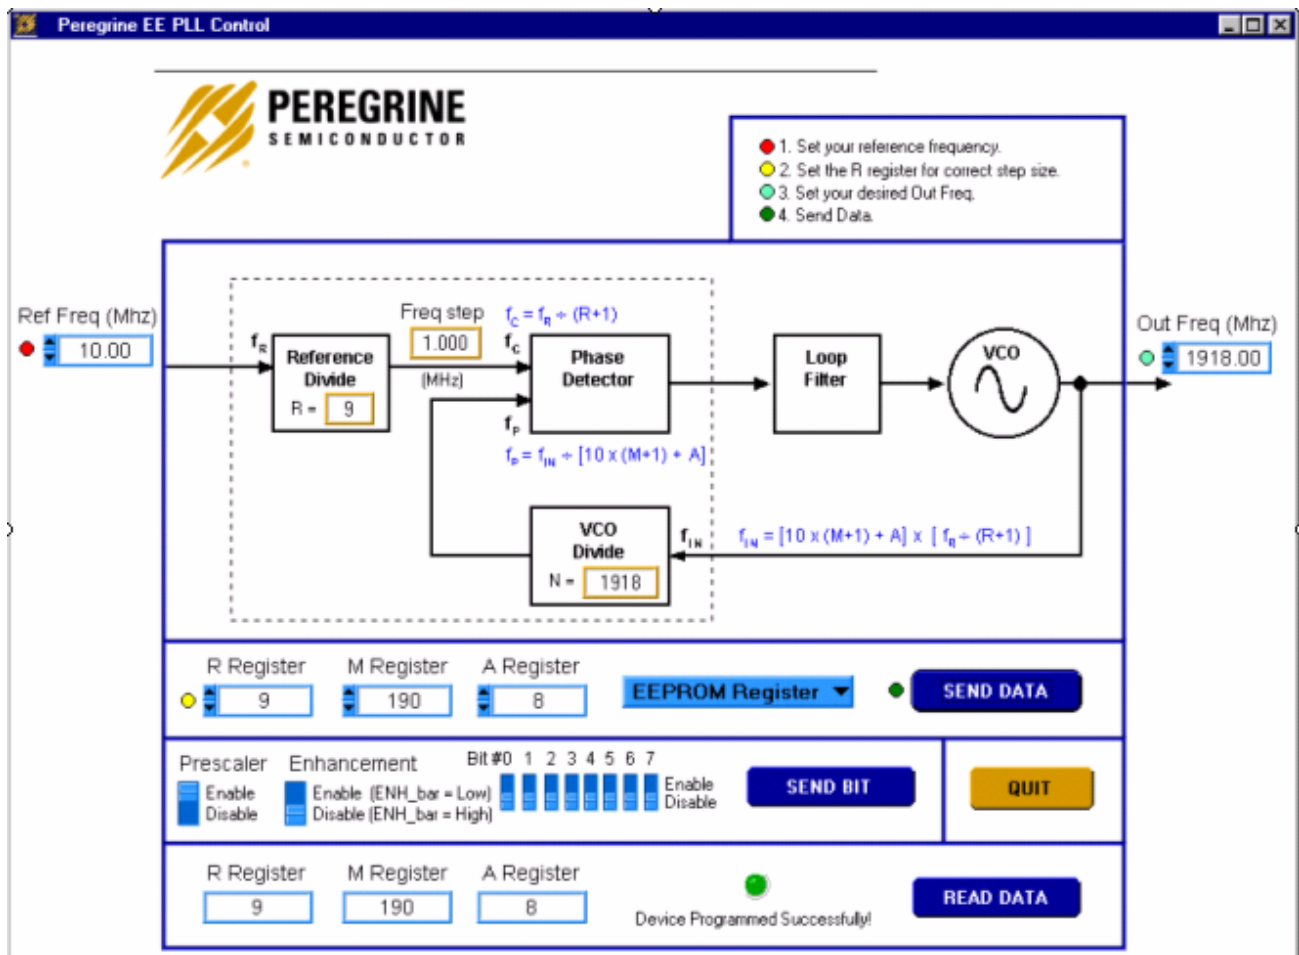 Peregrine EE PLL Control
PEREGRINE
SEMICONDUCTOR
1. Set your reference frequency.
2. Set the R register for correct step size.
3. Set your desired Out Freq.
4. Send Data.
Ref Freq (Mhz)
10.00
fR
Reference
Divide
R = 9
Freq step
1.000
(MHz)
fC = fR ÷ (R+1)
fC
Phase
Detector
fP
fP = fIN ÷ [10 x (M+1) + A]
Loop
Filter
VCO
Out Freq (Mhz)
1918.00
VCO
Divide
N = 1918
fIN
fIN = [10 x (M+1) + A] x [ fR ÷ (R+1) ]
R Register
9
M Register
190
A Register
8
EEPROM Register
SEND DATA
Prescaler
Enable
Disable
Enhancement
Enable (ENH_bar = Low)
Disable (ENH_bar = High)
Bit #0 1 2 3 4 5 6 7
Enable
Disable
SEND BIT
QUIT
R Register
9
M Register
190
A Register
8
Device Programmed Successfully!
READ DATA